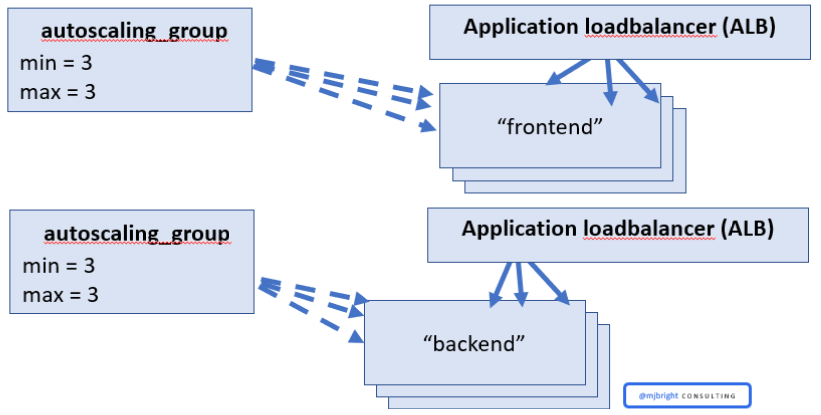 autoscaling_group
min = 3
max = 3
Application loadbalancer (ALB)
“frontend”
autoscaling_group
min = 3
max = 3
Application loadbalancer (ALB)
“backend”
@mjbright CONSULTING